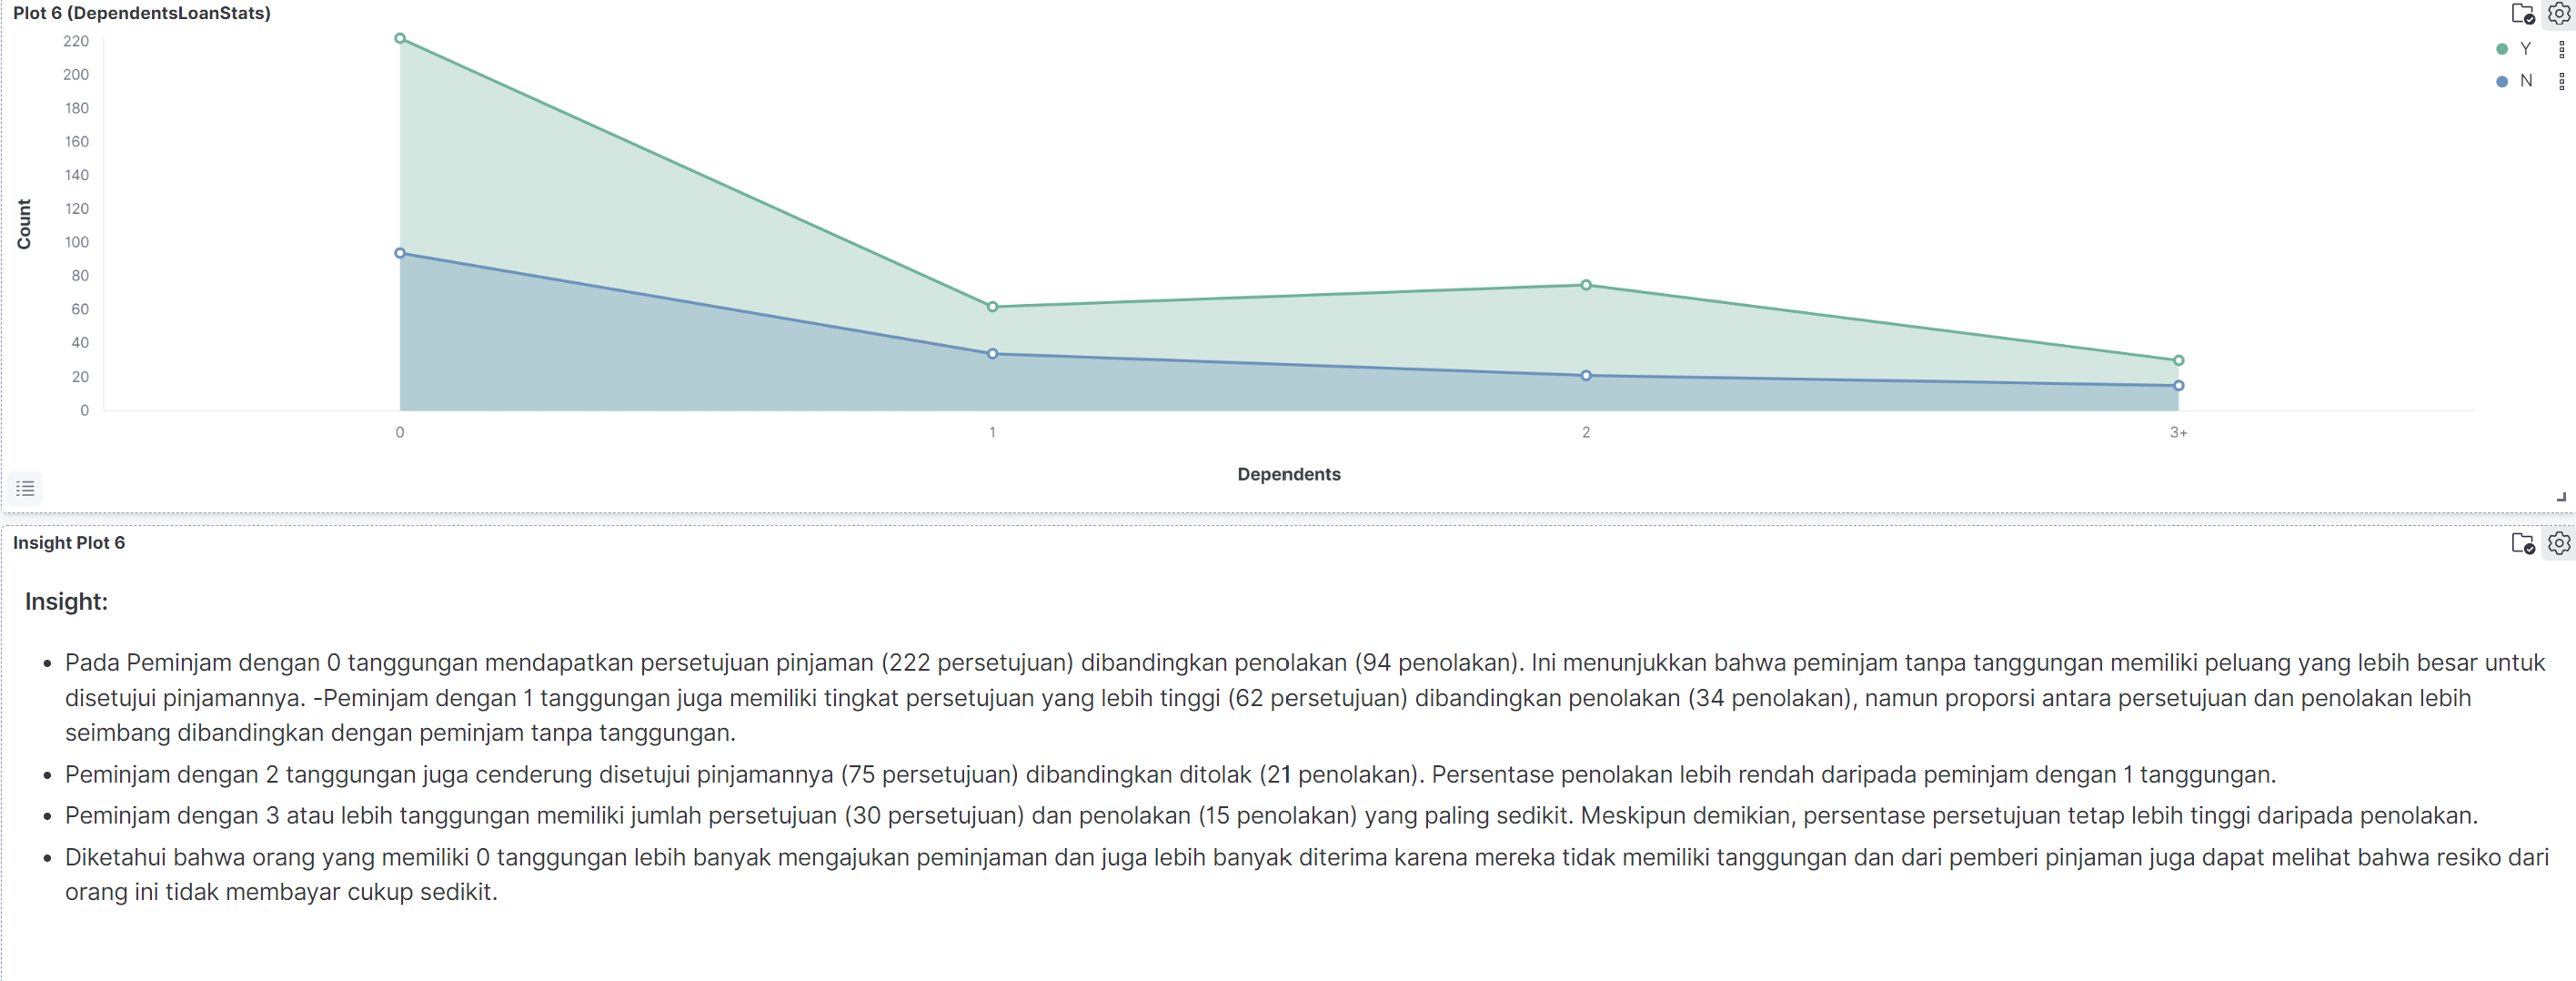 Plot 6 (DependentsLoanStats)
Y
N
220
200
180
160
140
120
100
80
60
40
20
0
Count
0 1 2 3+
Dependents
Insight Plot 6
Insight:
• Pada Peminjam dengan 0 tanggungan mendapatkan persetujuan pinjaman (222 persetujuan) dibandingkan penolakan (94 penolakan). Ini menunjukkan bahwa peminjam tanpa tanggungan memiliki peluang yang lebih besar untuk
disetujui pinjamannya. -Peminjam dengan 1 tanggungan juga memiliki tingkat persetujuan yang lebih tinggi (62 persetujuan) dibandingkan penolakan (34 penolakan), namun proporsi antara persetujuan dan penolakan lebih
seimbang dibandingkan dengan peminjam tanpa tanggungan.
• Peminjam dengan 2 tanggungan juga cenderung disetujui pinjamannya (75 persetujuan) dibandingkan ditolak (21 penolakan). Persentase penolakan lebih rendah daripada peminjam dengan 1 tanggungan.
• Peminjam dengan 3 atau lebih tanggungan memiliki jumlah persetujuan (30 persetujuan) dan penolakan (15 penolakan) yang paling sedikit. Meskipun demikian, persentase persetujuan tetap lebih tinggi daripada penolakan.
• Diketahui bahwa orang yang memiliki 0 tanggungan lebih banyak mengajukan peminjaman dan juga lebih banyak diterima karena mereka tidak memiliki tanggungan dan dari pemberi pinjaman juga dapat melihat bahwa resiko dari
orang ini tidak membayar cukup sedikit.